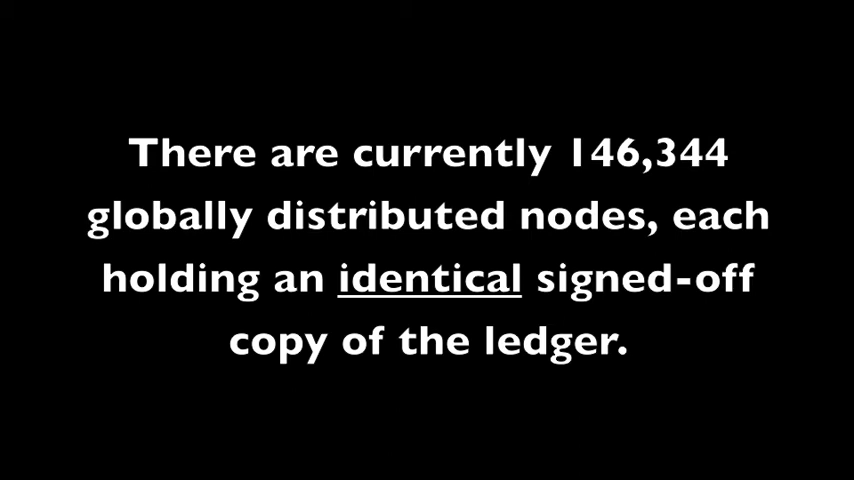 There are currently 146,344
globally distributed nodes, each
holding an identical signed-off
copy of the ledger.